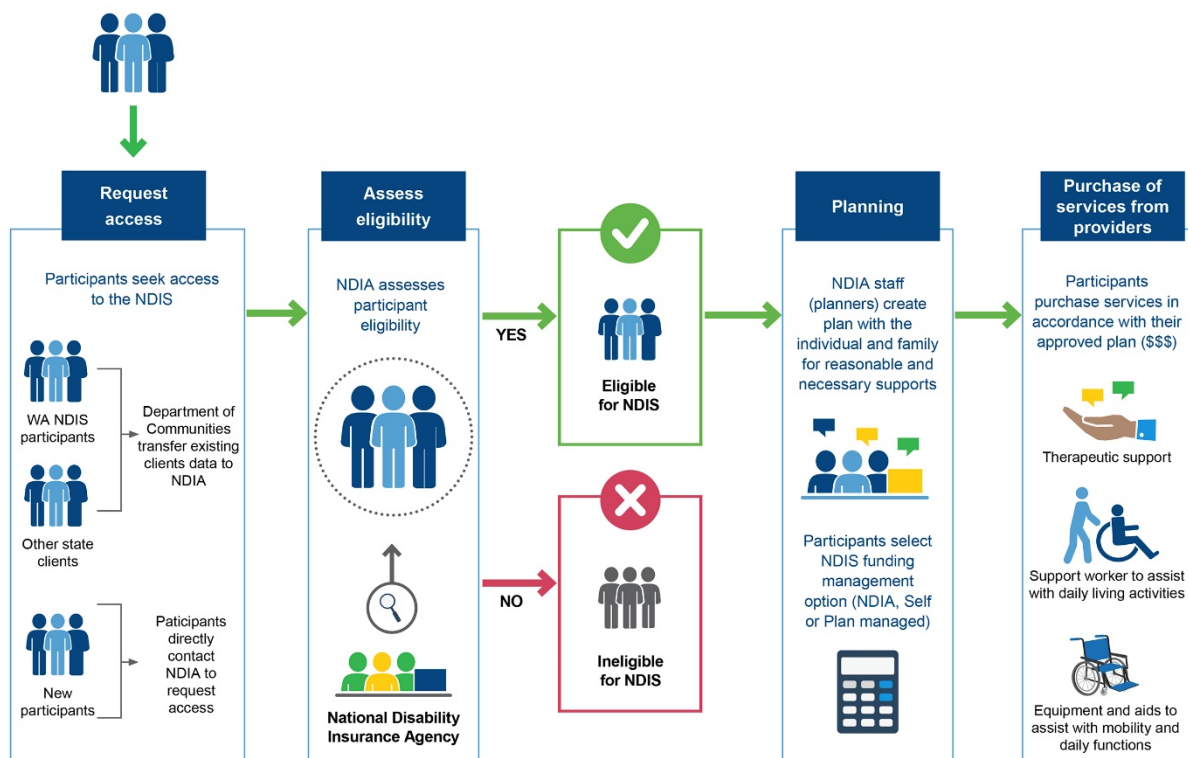 Request
access
Participants seek access
to the NDIS
WA NDIS
participants
Other state
clients
Department of
Communities
transfer existing
clients data to
NDIA
New
participants
Paticipants
directly
contact
NDIA to
request
access
Assess
eligibility
NDIA assesses
participant
eligibility
National Disability
Insurance Agency
YES
NO
Eligible
for NDIS
Ineligible
for NDIS
Planning
NDIA staff
(planners) create
plan with the
individual and family
for reasonable and
necessary supports
Participants select
NDIS funding
management
option (NDIA, Self
or Plan managed)
Purchase of
services from
providers
Participants
purchase services in
accordance with their
approved plan ($$$)
Therapeutic support
Support worker to assist
with daily living activities
Equipment and aids to
assist with mobility and
daily functions